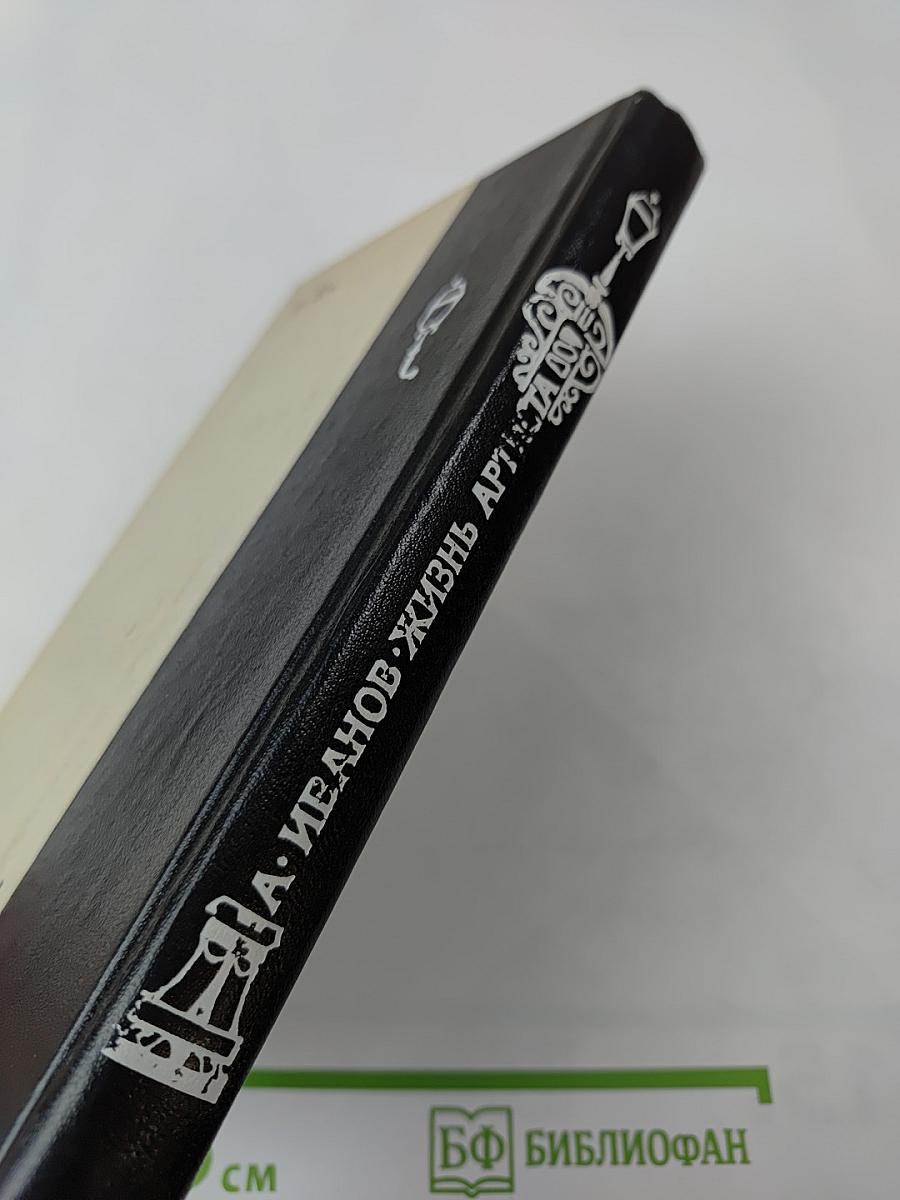 А. ИВАНОВ · ЖИЗНЬ АРТИСТА
см
БФ БИБЛИОФАН